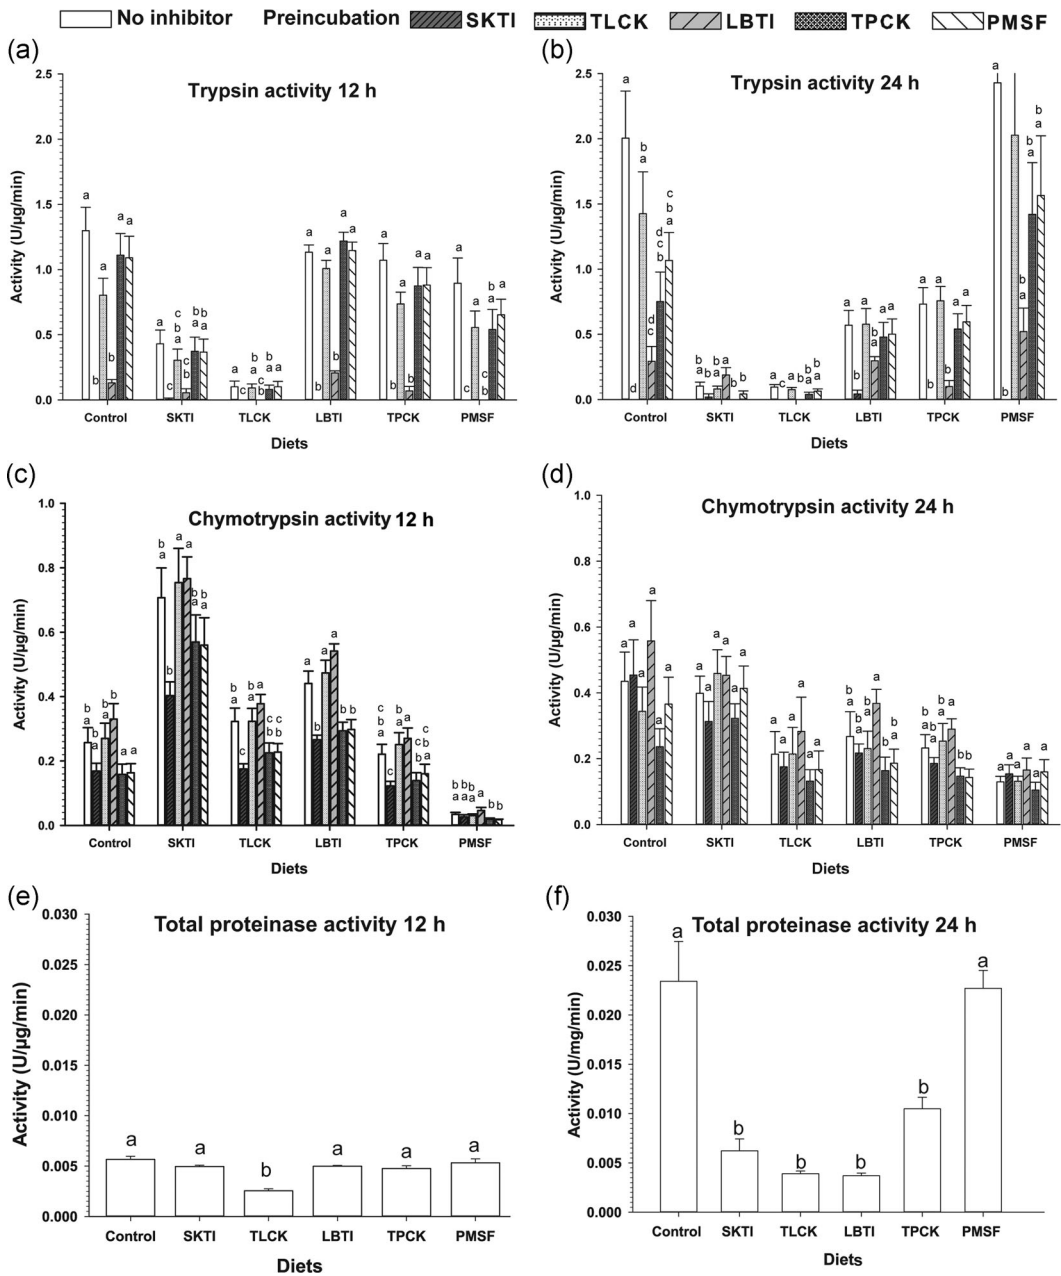 No inhibitor Preincubation SKTI TLCK LBTI TPCK PMSF
(a)
Trypsin activity 12 h
Activity (U/μg/min)
2.5
2.0
1.5
1.0
0.5
0.0
Control SKTI TLCK LBTI TPCK PMSF
Diets
(b)
Trypsin activity 24 h
Activity (U/μg/min)
2.5
2.0
1.5
1.0
0.5
0.0
Control SKTI TLCK LBTI TPCK PMSF
Diets
(c)
Chymotrypsin activity 12 h
Activity (U/μg/min)
1.0
0.8
0.6
0.4
0.2
0.0
Control SKTI TLCK LBTI TPCK PMSF
Diets
(d)
Chymotrypsin activity 24 h
Activity (U/μg/min)
1.0
0.8
0.6
0.4
0.2
0.0
Control SKTI TLCK LBTI TPCK PMSF
Diets
(e)
Total proteinase activity 12 h
Activity (U/μg/min)
0.030
0.025
0.020
0.015
0.010
0.005
0.000
a a b a a a
Control SKTI TLCK LBTI TPCK PMSF
Diets
(f)
Total proteinase activity 24 h
Activity (U/mg/min)
0.030
0.025
0.020
0.015
0.010
0.005
0.000
a b b b b a
Control SKTI TLCK LBTI TPCK PMSF
Diets